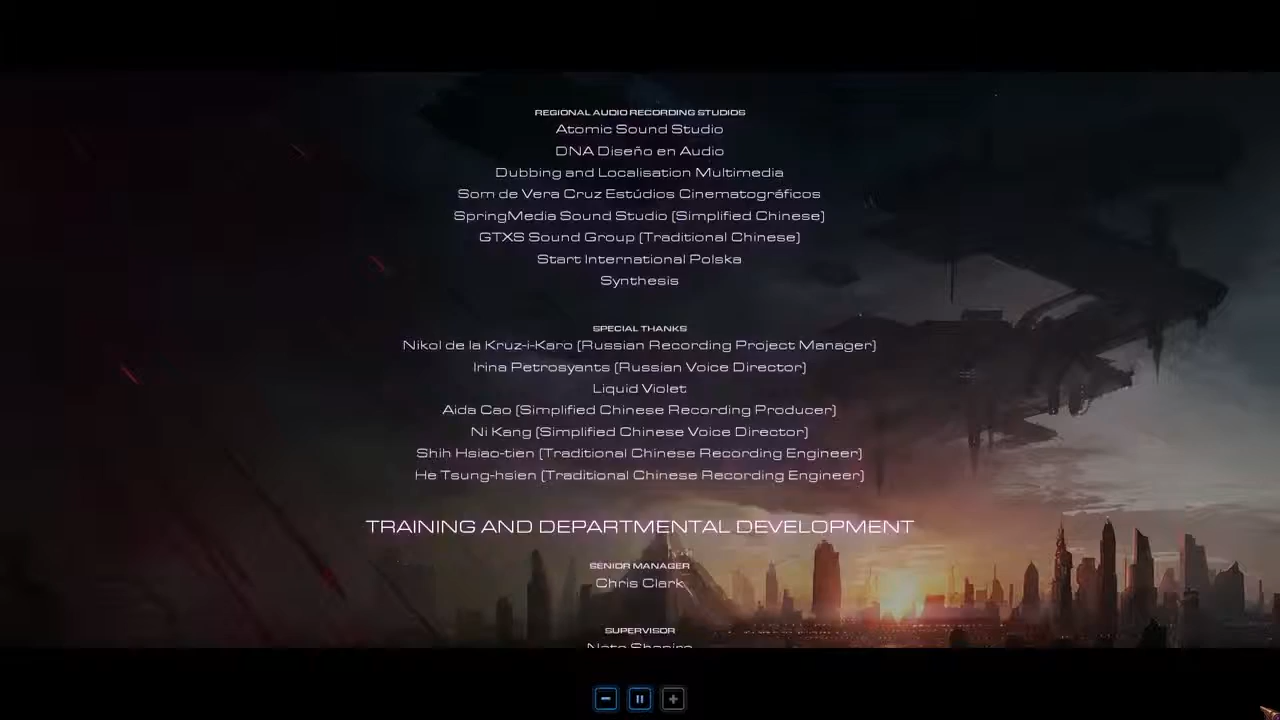 REGIONAL AUDIO RECORDING STUDIOS
Atomic Sound Studio
DNA Diseño en Audio
Dubbing and Localisation Multimedia
Som de Vera Cruz Estúdios Cinematográficos
SpringMedia Sound Studio (Simplified Chinese)
GTXS Sound Group (Traditional Chinese)
Start International Polska
Synthesis
SPECIAL THANKS
Nikol de la Kruz-i-Karo (Russian Recording Project Manager)
Irina Petrosyants (Russian Voice Director)
Liquid Violet
Aida Cao (Simplified Chinese Recording Producer)
Ni Kang (Simplified Chinese Voice Director)
Shih Hsiao-tien (Traditional Chinese Recording Engineer)
He Tsung-hsien (Traditional Chinese Recording Engineer)
TRAINING AND DEPARTMENTAL DEVELOPMENT
SENIOR MANAGER
Chris Clark
SUPERVISOR